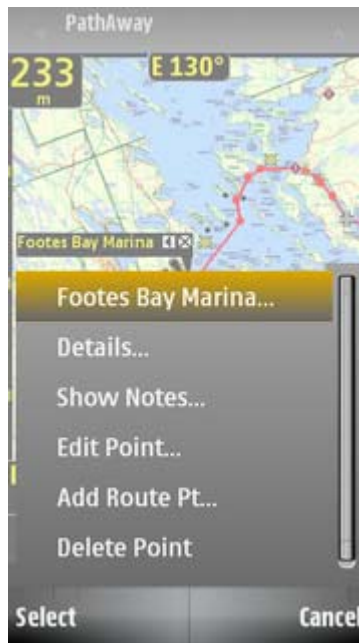 PathAway
233
m
E 130°
Footes Bay Marina 4
Footes Bay Marina...
Details...
Show Notes...
Edit Point...
Add Route Pt...
Delete Point
Select
Cancel